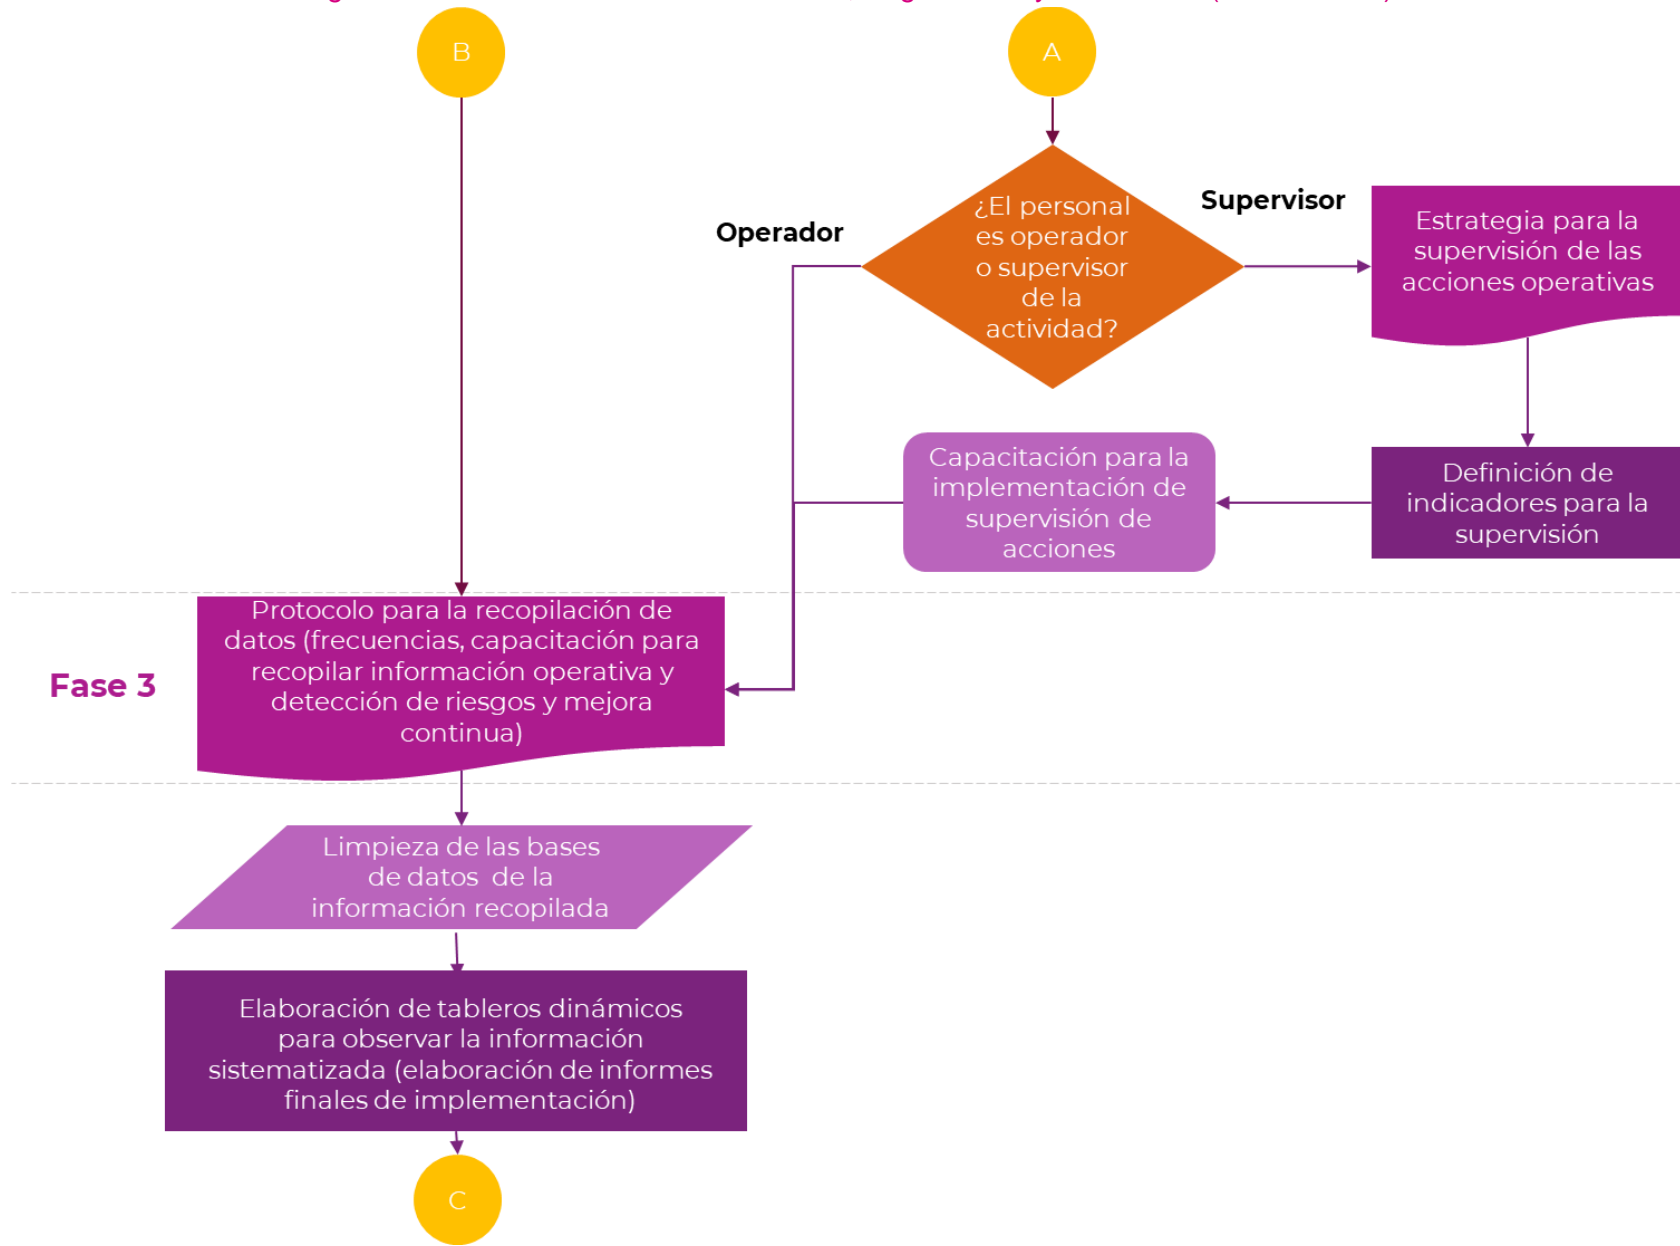 B
A
¿El personal
es operador
o supervisor
de la
actividad?
Operador
Supervisor
Estrategia para la
supervisión de las
acciones operativas
Capacitación para la
implementación de
supervisión de
acciones
Definición de
indicadores para la
supervisión
Fase 3
Protocolo para la recopilación de
datos (frecuencias, capacitación para
recopilar información operativa y
detección de riesgos y mejora
continua)
Limpieza de las bases
de datos de la
información recopilada
Elaboración de tableros dinámicos
para observar la información
sistematizada (elaboración de informes
finales de implementación)
C